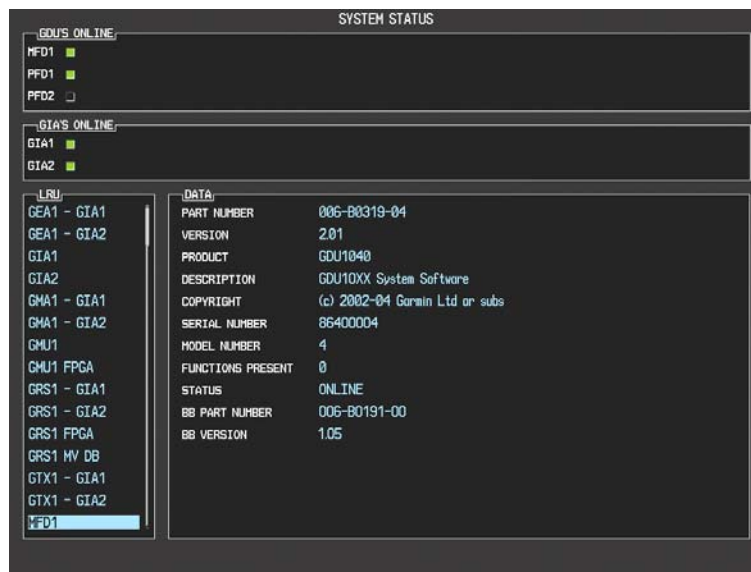 SYSTEM STATUS
GDU'S ONLINE
MFD1
PFD1
PFD2
GIA'S ONLINE
GIA1
GIA2
LRU
GEA1 - GIA1
GEA1 - GIA2
GIA1
GIA2
GMA1 - GIA1
GMA1 - GIA2
GMU1
GMU1 FPGA
GRS1 - GIA1
GRS1 - GIA2
GRS1 FPGA
GRS1 MV DB
GTX1 - GIA1
GTX1 - GIA2
MFD1
DATA
PART NUMBER 006-B0319-04
VERSION 2.01
PRODUCT GDU1040
DESCRIPTION GDU10XX System Software
COPYRIGHT (c) 2002-04 Garmin Ltd or subs
SERIAL NUMBER 86400004
MODEL NUMBER 4
FUNCTIONS PRESENT 0
STATUS ONLINE
BB PART NUMBER 006-B0191-00
BB VERSION 1.05